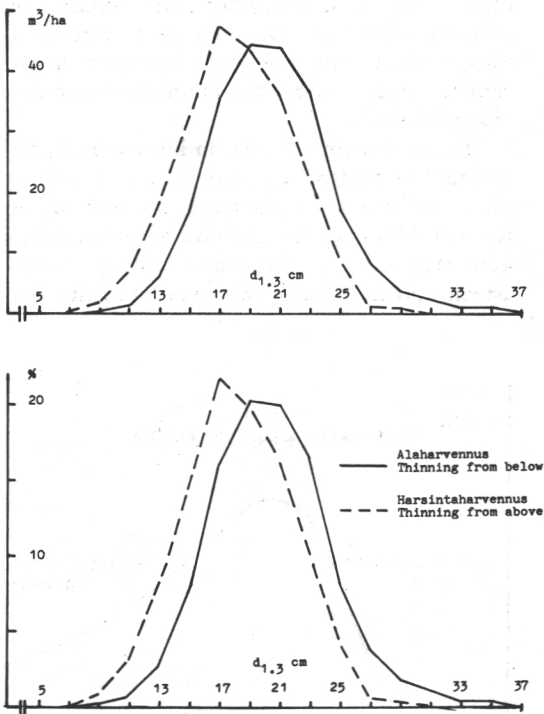 m³/ha
40
20
d₁.₃ cm
5 13 17 21 25 33 37
%
20
Alaharvennus
Thinning from below
Harsintaharvennus
Thinning from above
10
d₁.₃ cm
5 13 17 21 25 33 37